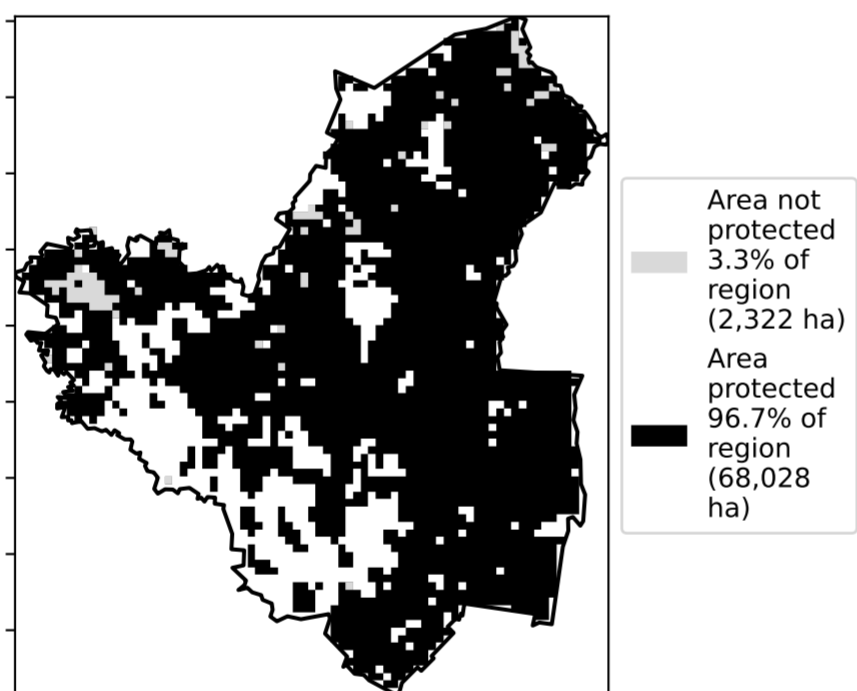 Area not
protected
3.3% of
region
(2,322 ha)
Area
protected
96.7% of
region
(68,028
ha)